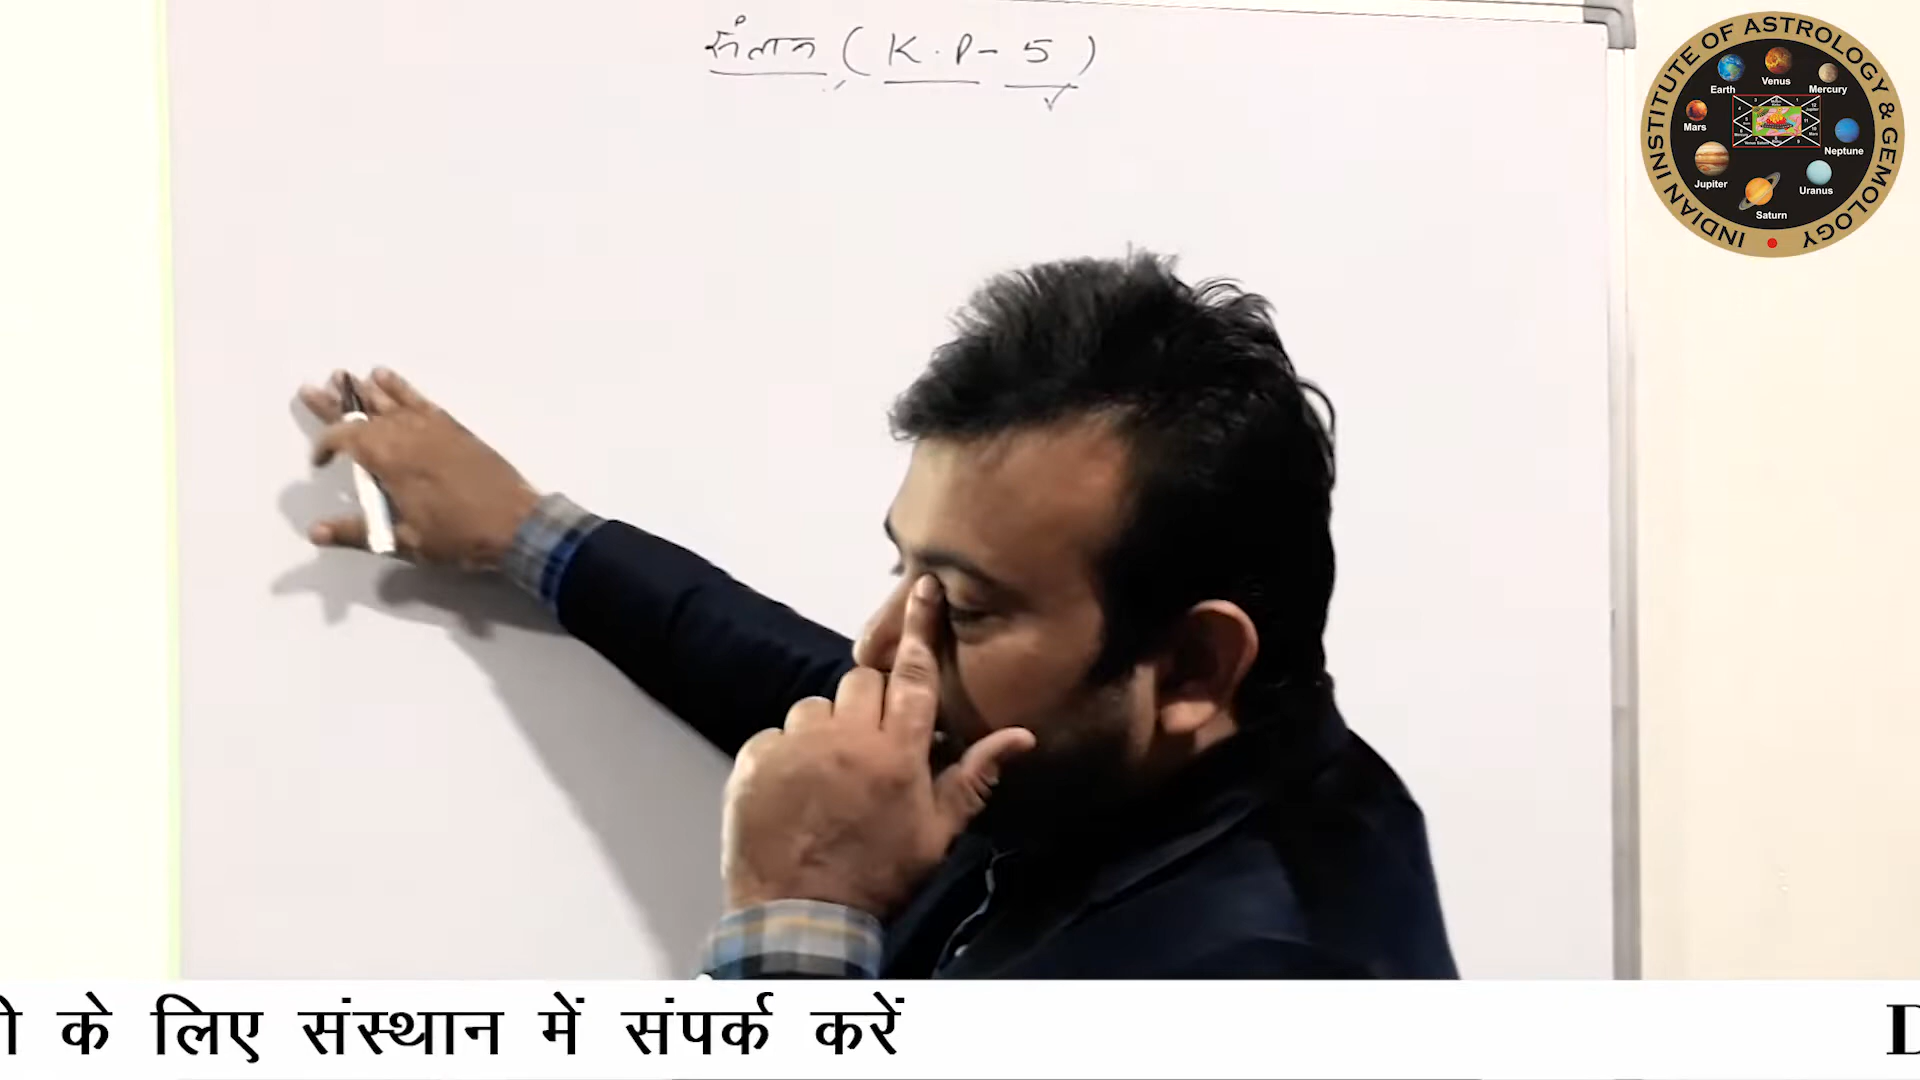 संतान ( K.P- 5 )
INDIAN INSTITUTE OF ASTROLOGY & GEMOLOGY
Venus
Earth
Mercury
Mars
Neptune
Jupiter
Uranus
Saturn
के लिए संस्थान में संपर्क करें